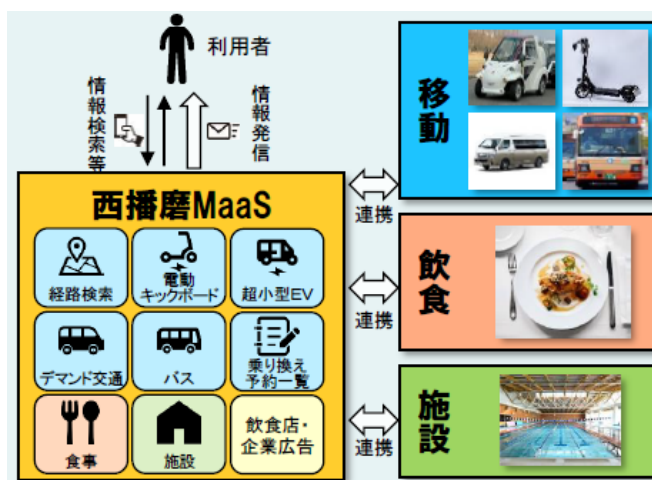 利用者
情報検索等
情報発信
西播磨MaaS
経路検索
電動
キックボード
超小型EV
デマンド交通
バス
乗り換え
予約一覧
食事
施設
飲食店・
企業広告
連携
連携
連携
移動
飲食
施設